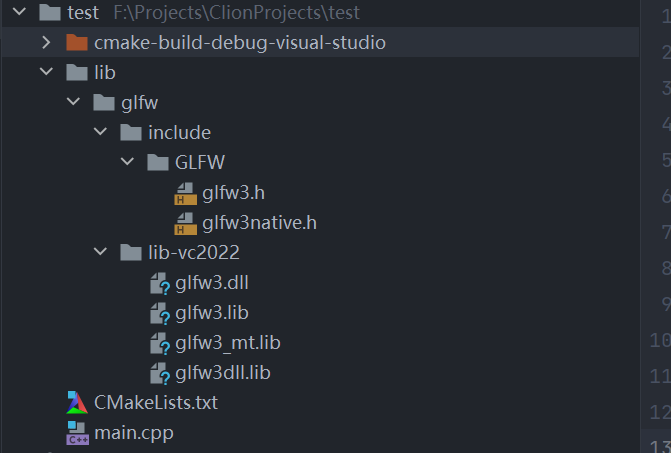 test F:\Projects\ClionProjects\test
cmake-build-debug-visual-studio
lib
glfw
include
GLFW
glfw3.h
glfw3native.h
lib-vc2022
glfw3.dll
glfw3.lib
glfw3_mt.lib
glfw3dll.lib
CMakeLists.txt
main.cpp
1
2
3
4
5
6
7
8
9
10
11
12
13